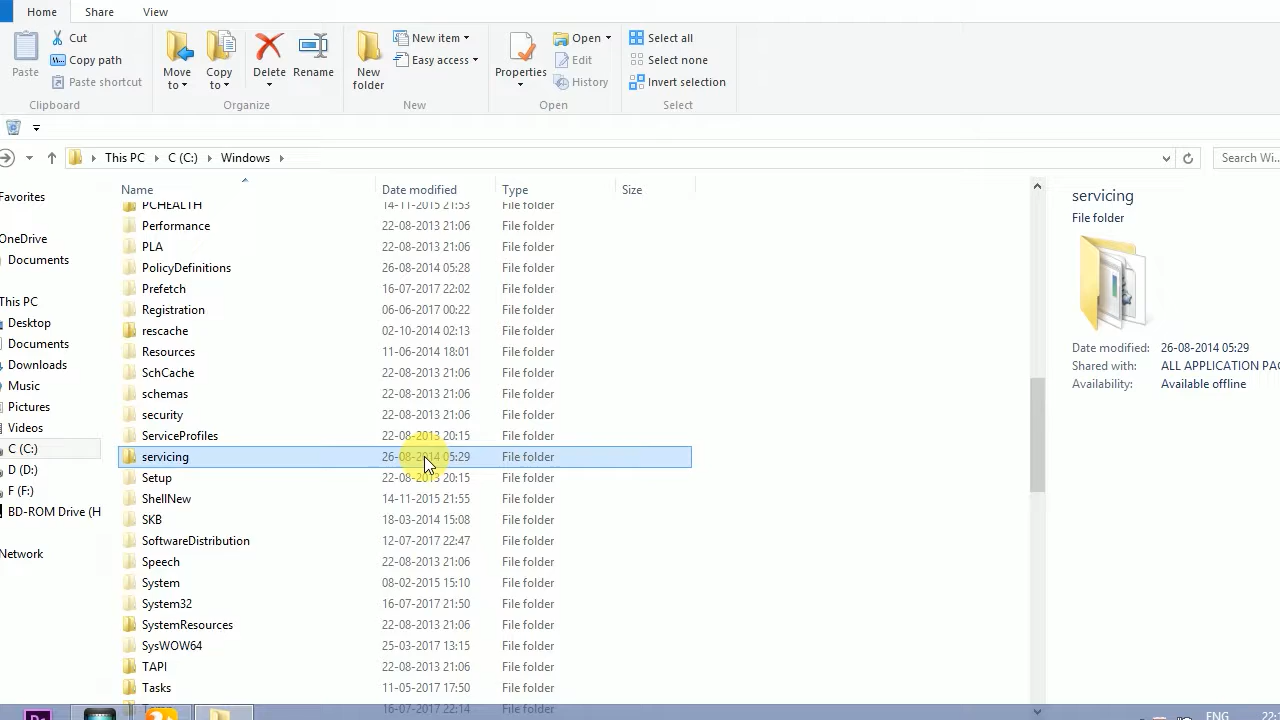 Home Share View
Paste
Cut
Copy path
Paste shortcut
Clipboard
Move to
Copy to
Delete
Rename
Organize
New folder
New item
Easy access
New
Properties
Open
Edit
History
Open
Select all
Select none
Invert selection
Select
This PC C (C:) Windows
Search Wi...
Favorites
OneDrive
Documents
This PC
Desktop
Documents
Downloads
Music
Pictures
Videos
C (C:)
D (D:)
F (F:)
BD-ROM Drive (H
Network
Name Date modified Type Size
PCHEALTH 14-11-2015 21:53 File folder
Performance 22-08-2013 21:06 File folder
PLA 22-08-2013 21:06 File folder
PolicyDefinitions 26-08-2014 05:28 File folder
Prefetch 16-07-2017 22:02 File folder
Registration 06-06-2017 00:22 File folder
rescache 02-10-2014 02:13 File folder
Resources 11-06-2014 18:01 File folder
SchCache 22-08-2013 21:06 File folder
schemas 22-08-2013 21:06 File folder
security 22-08-2013 21:06 File folder
ServiceProfiles 22-08-2013 20:15 File folder
servicing 26-08-2014 05:29 File folder
Setup 22-08-2013 20:15 File folder
ShellNew 14-11-2015 21:55 File folder
SKB 18-03-2014 15:08 File folder
SoftwareDistribution 12-07-2017 22:47 File folder
Speech 22-08-2013 21:06 File folder
System 08-02-2015 15:10 File folder
System32 16-07-2017 21:50 File folder
SystemResources 22-08-2013 21:06 File folder
SysWOW64 25-03-2017 13:15 File folder
TAPI 22-08-2013 21:06 File folder
Tasks 11-05-2017 17:50 File folder
16-07-2017 22:14 File folder
servicing
File folder
Date modified: 26-08-2014 05:29
Shared with: ALL APPLICATION PAC
Availability: Available offline
ENG